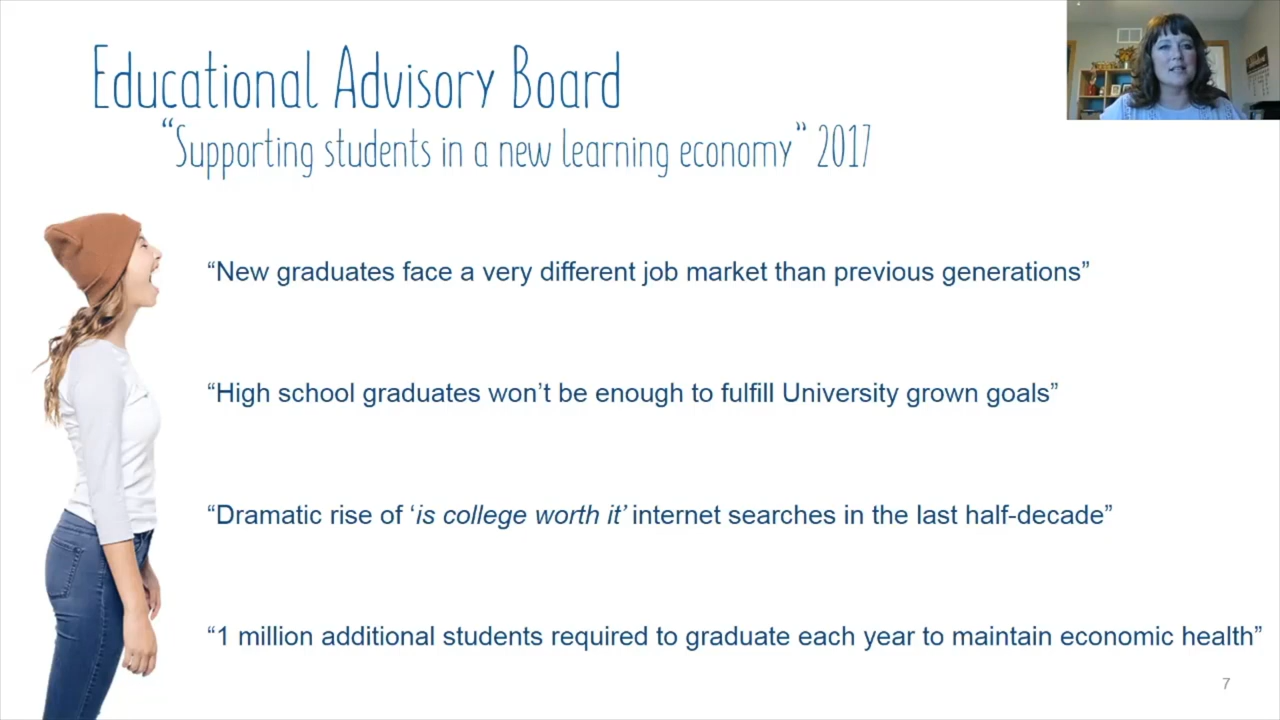 Educational Advisory Board
“Supporting students in a new learning economy” 2017
“New graduates face a very different job market than previous generations”
“High school graduates won’t be enough to fulfill University grown goals”
“Dramatic rise of ‘is college worth it’ internet searches in the last half-decade”
“1 million additional students required to graduate each year to maintain economic health”
7